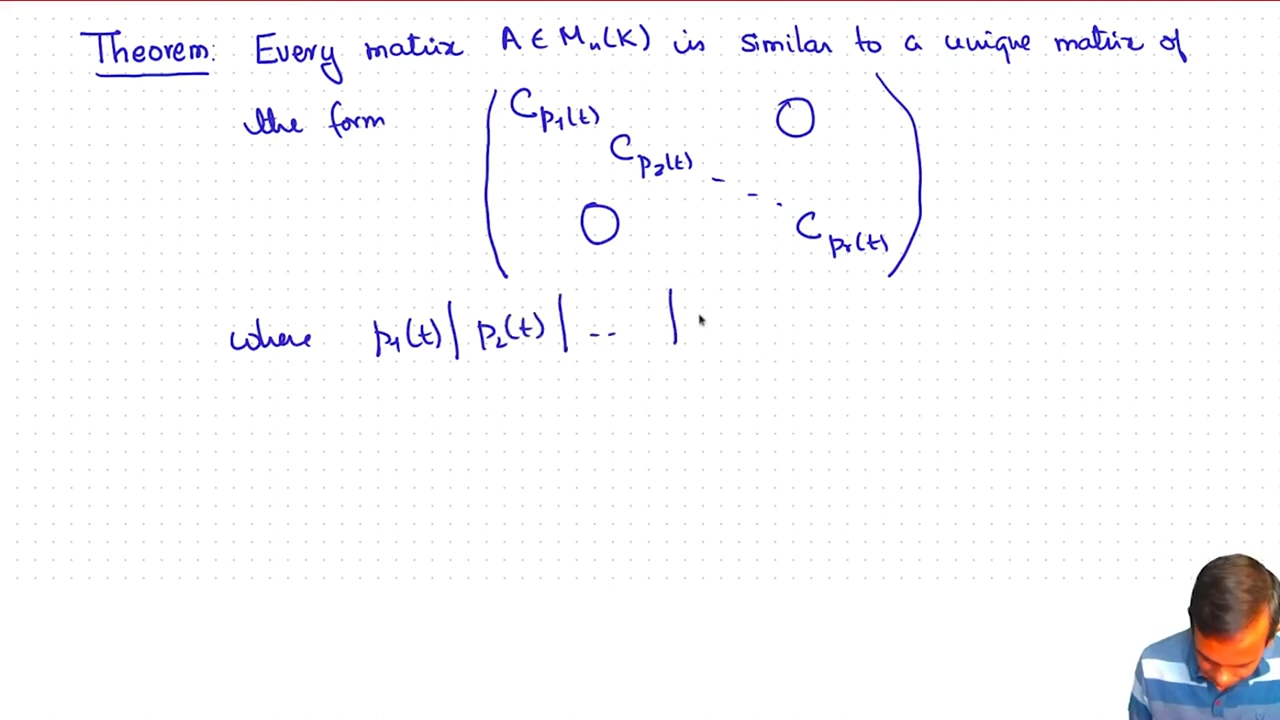 Theorem: Every matrix A ∈ Mₙ(K) is similar to a unique matrix of
the form ( C_{p₁(t)} O
C_{p₂(t)}
O ⋱ C_{pᵣ(t)} )
where p₁(t) | p₂(t) | .. |